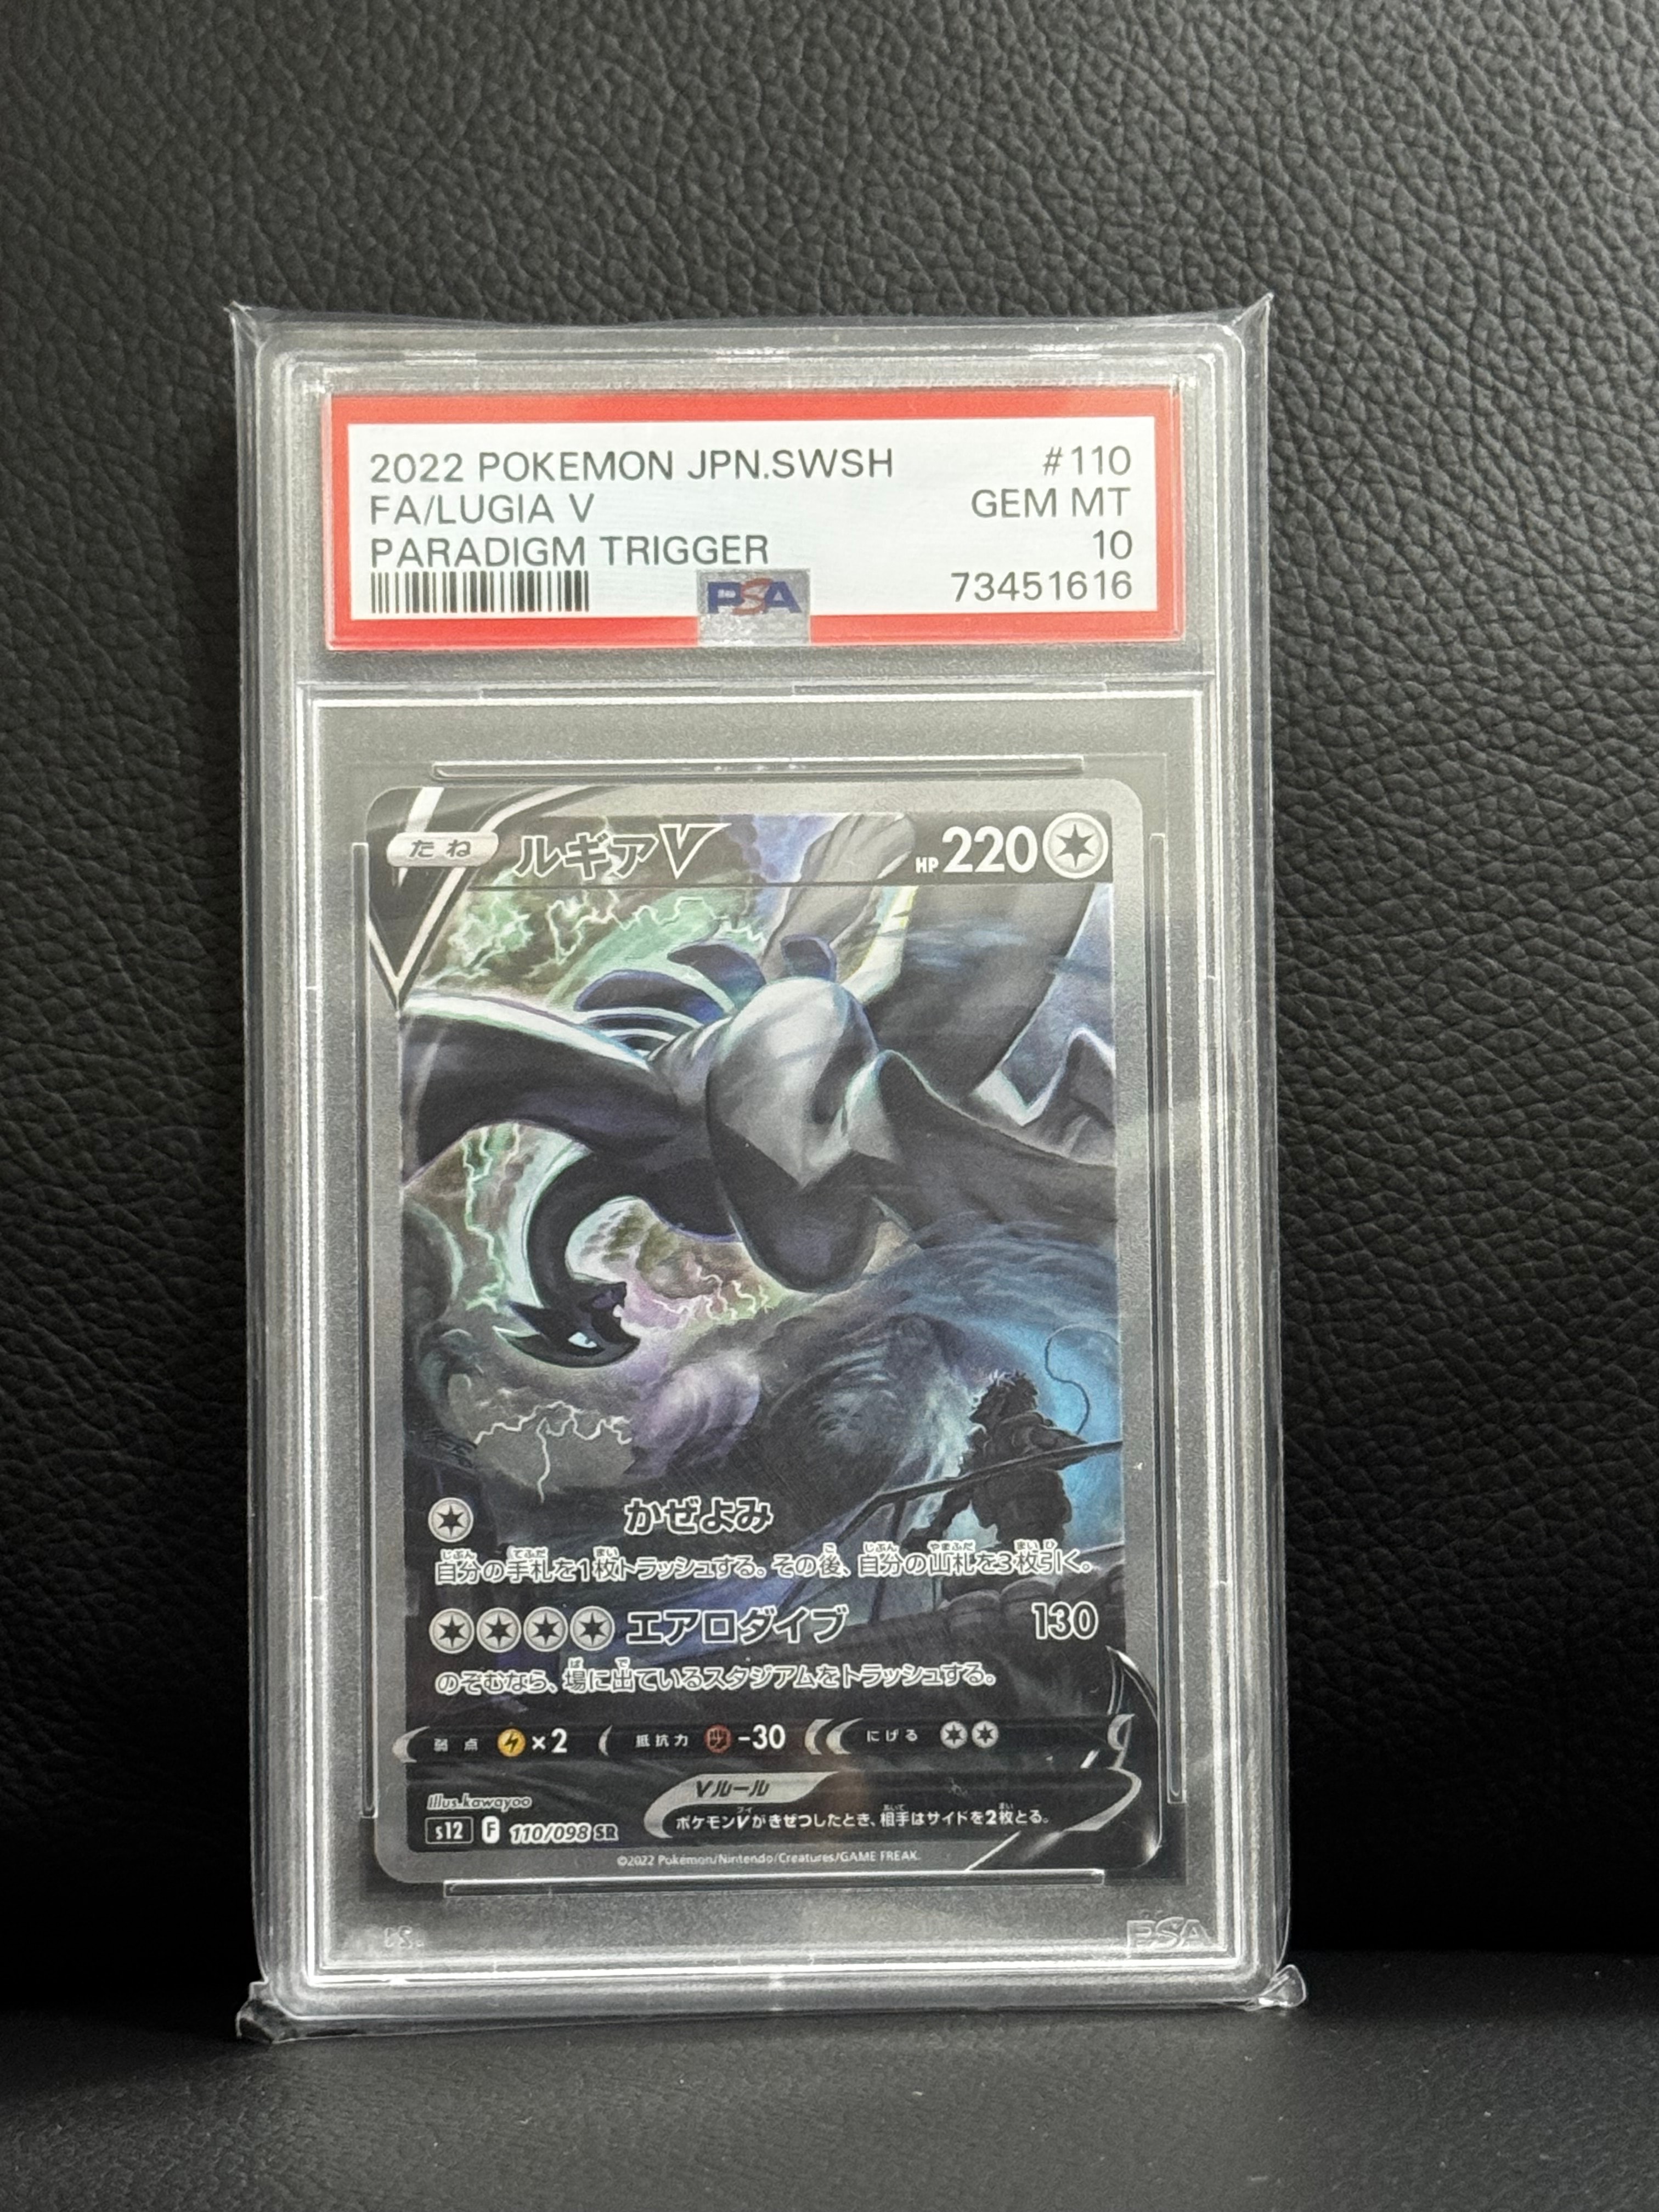 2022 POKEMON JPN.SWSH #110
FA/LUGIA V GEM MT
PARADIGM TRIGGER 10
PSA 73451616
たね ルギアV HP 220
かぜよみ
自分の手札を1枚トラッシュする。その後、自分の山札を3枚引く。
エアロダイブ 130
のぞむなら、場に出ているスタジアムをトラッシュする。
弱点 ×2 抵抗力 -30 にげる
Vルール
Illus.kawayoo
ポケモンVがきぜつしたとき、相手はサイドを2枚とる。
s12 F 110/098 SR
©2022 Pokémon/Nintendo/Creatures/GAME FREAK.
PSA